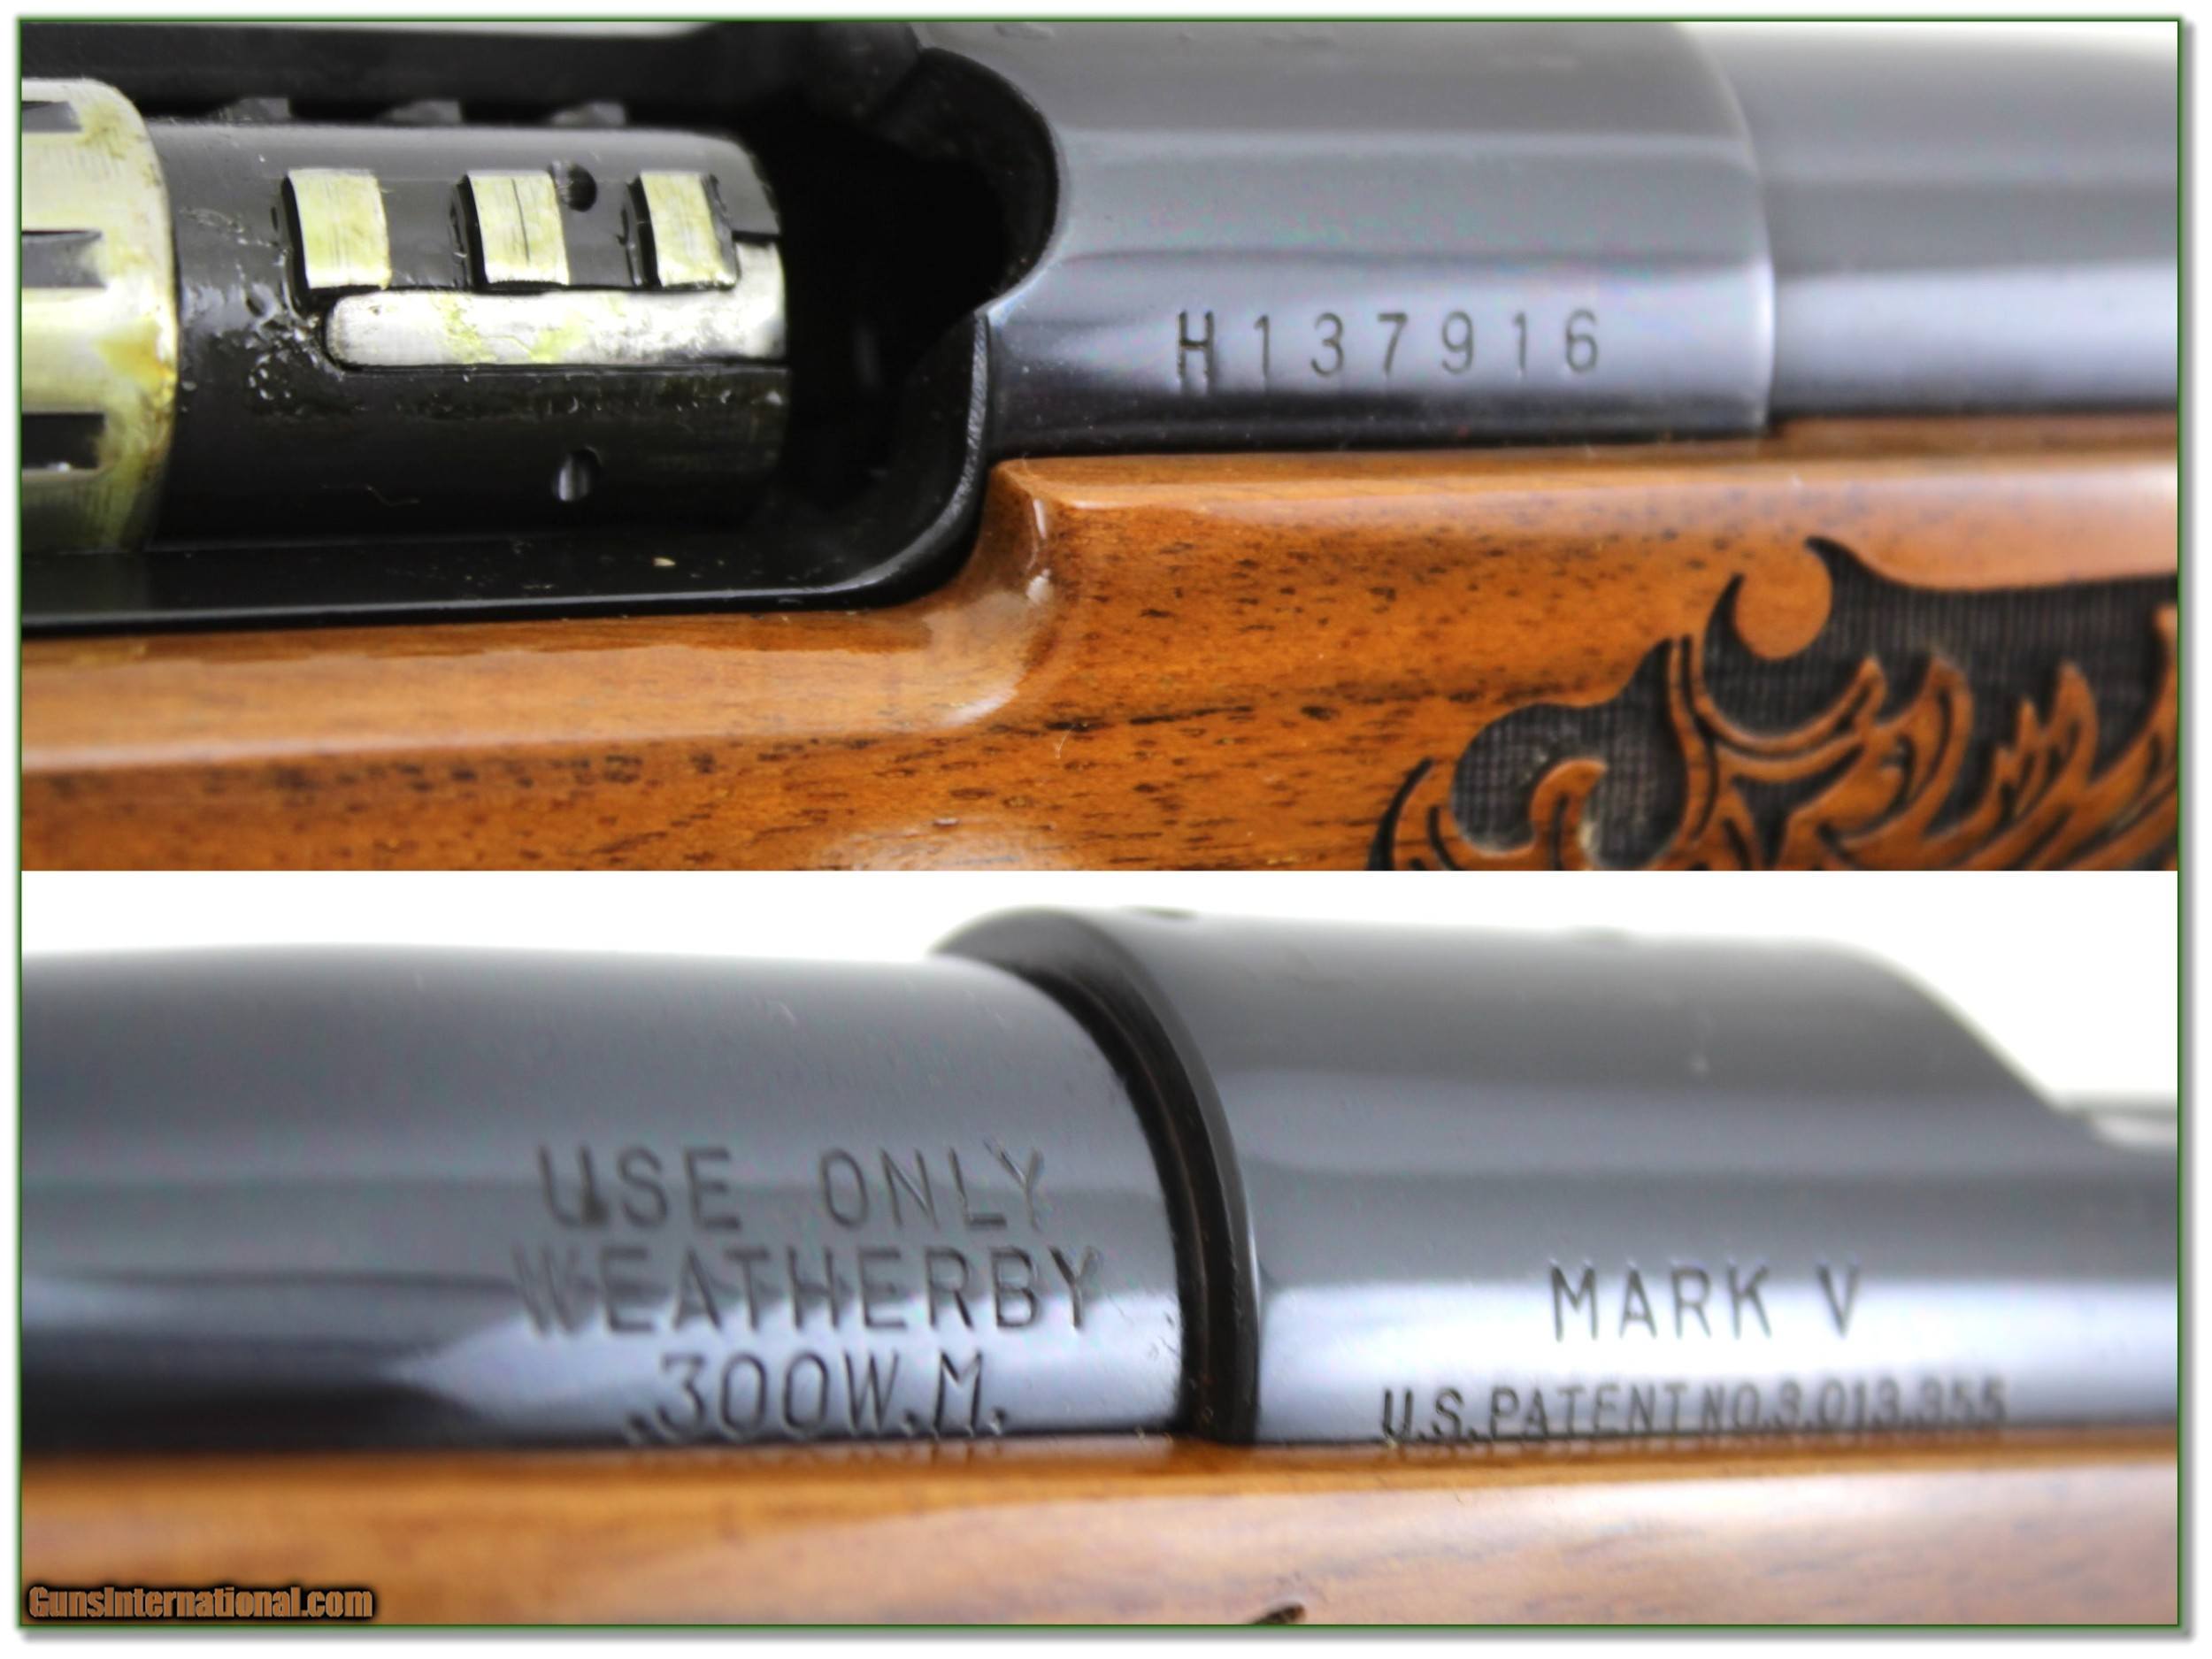 H137916
USE ONLY
WEATHERBY
.300W.M.
MARK V
U.S. PATENT NO. 3,013,355
GunsInternational.com